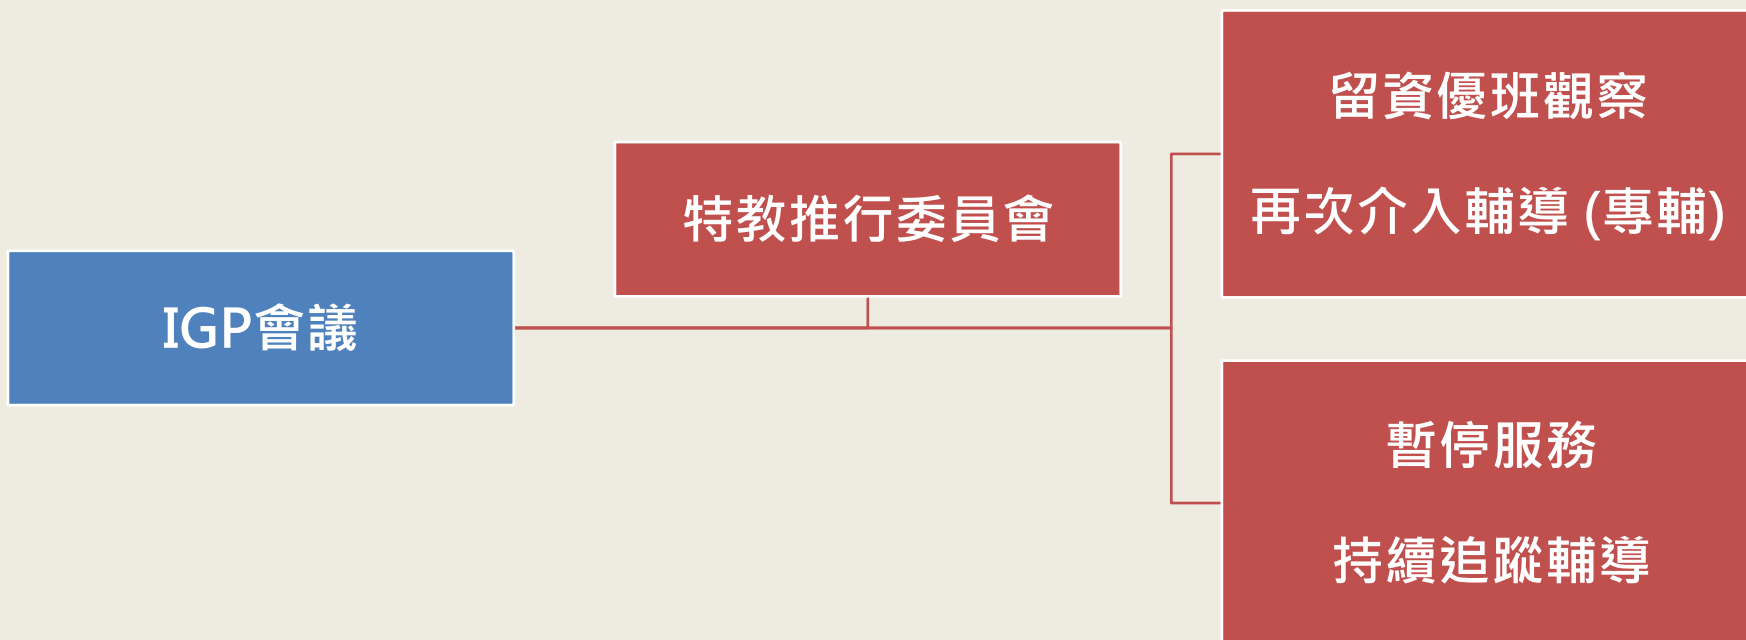 IGP會議
特教推行委員會
留資優班觀察
再次介入輔導 (專輔)
暫停服務
持續追蹤輔導